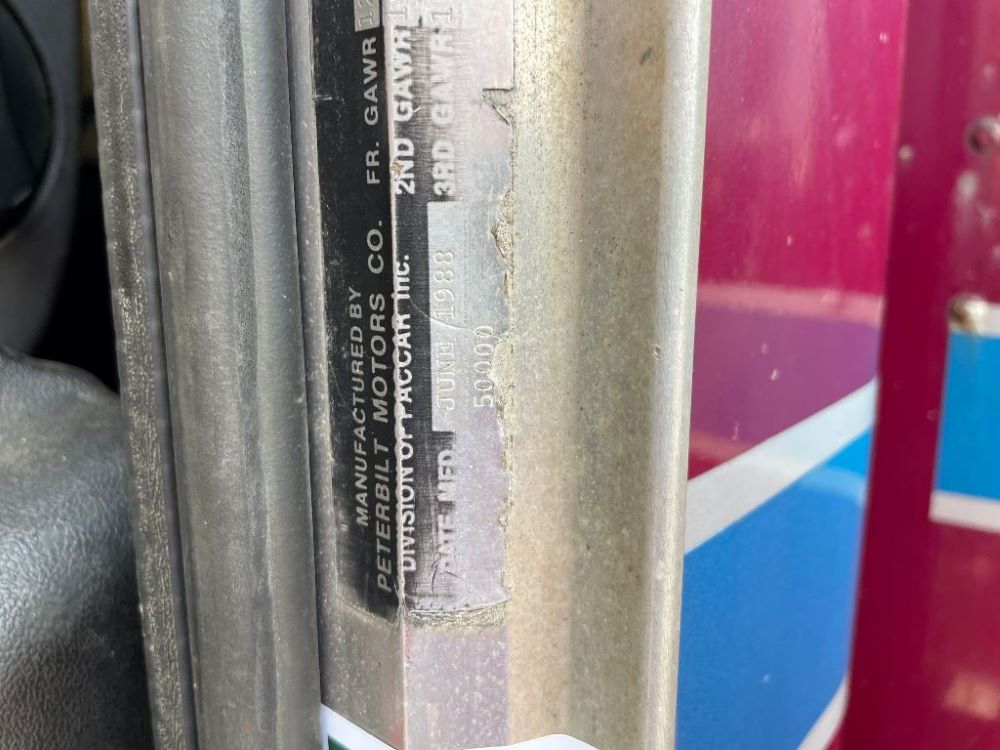 MANUFACTURED BY
PETERBILT MOTORS CO. FR. GAWR
DIVISION OF PACCAR Inc. 2ND GAWR
3RD GAWR
DATE MFD. JUNE 1988
50000